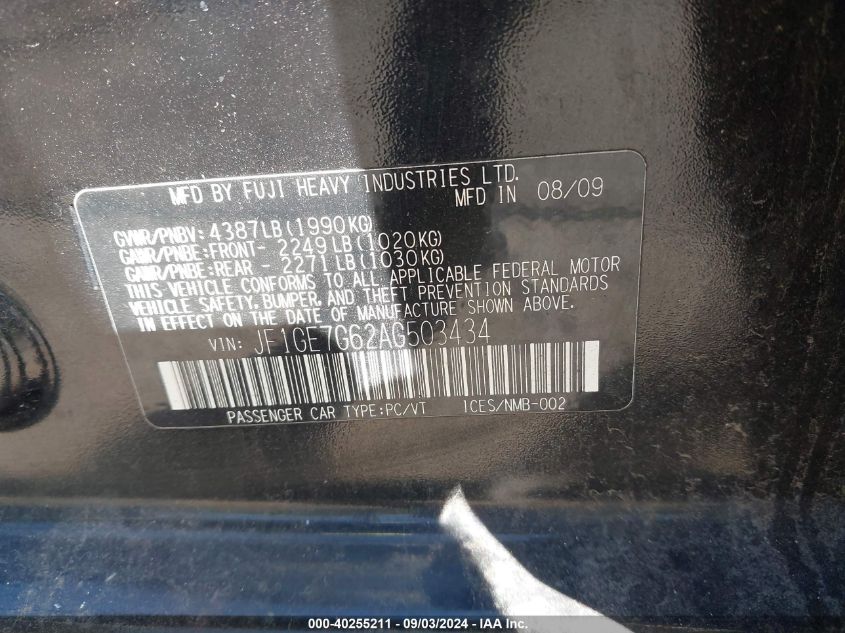 MFD BY FUJI HEAVY INDUSTRIES LTD.
MFD IN 08/09
GVWR/PNBV: 4387LB(1990KG)
GAWR/PNBE:FRONT- 2249LB(1020KG)
GAWR/PNBE:REAR - 2271LB(1030KG)
THIS VEHICLE CONFORMS TO ALL APPLICABLE FEDERAL MOTOR
VEHICLE SAFETY, BUMPER, AND THEFT PREVENTION STANDARDS
IN EFFECT ON THE DATE OF MANUFACTURE SHOWN ABOVE.
VIN: JF1GE7G62AG503434
PASSENGER CAR TYPE:PC/VT 1CES/NMB-002
000-40255211 - 09/03/2024 - IAA Inc.